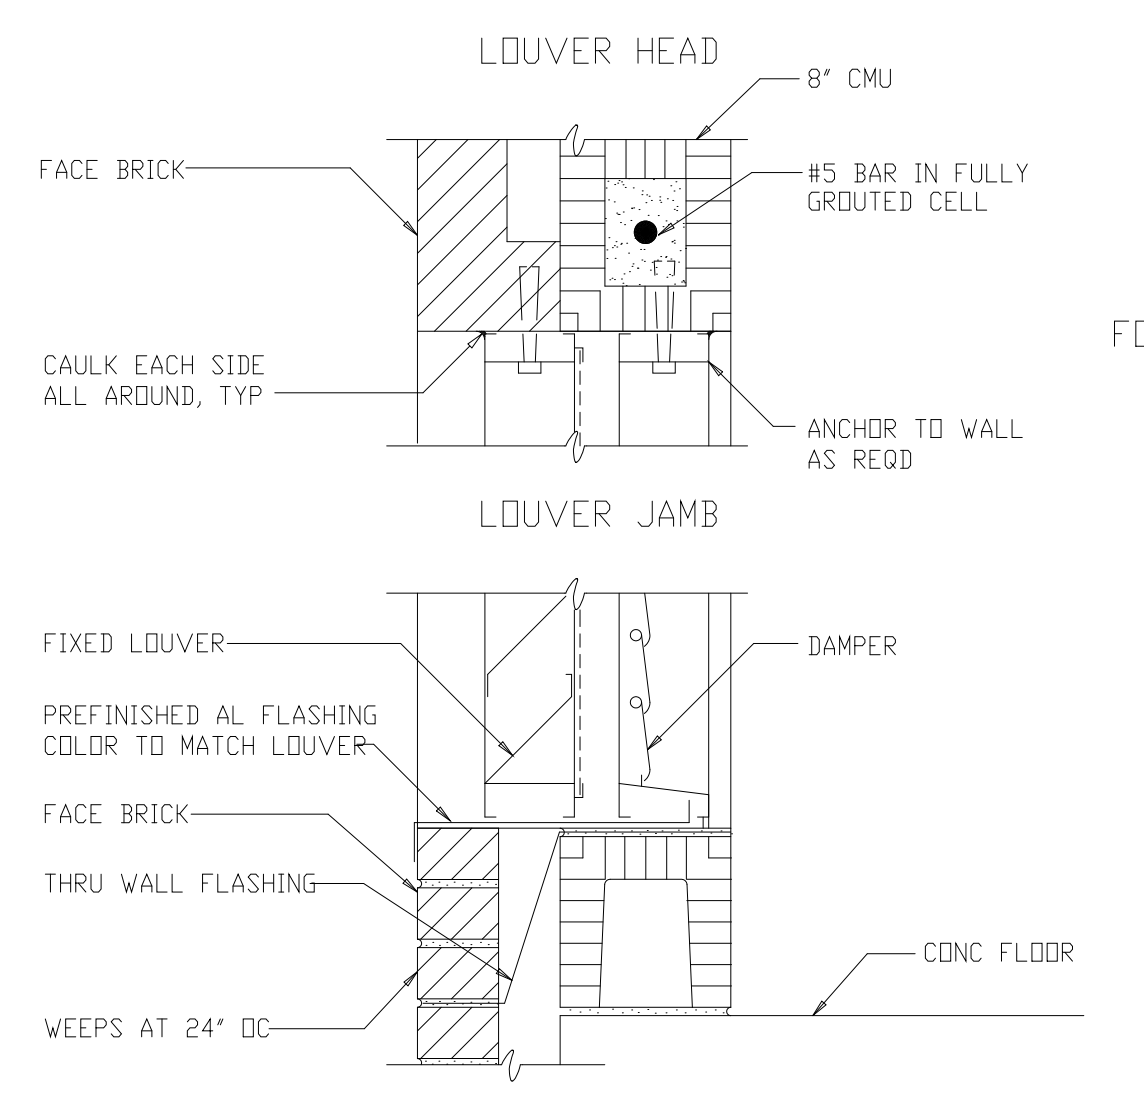 LOUVER HEAD
8" CMU
FACE BRICK
#5 BAR IN FULLY
GROUTED CELL
CAULK EACH SIDE
ALL AROUND, TYP
ANCHOR TO WALL
AS REQD
LOUVER JAMB
FIXED LOUVER
DAMPER
PREFINISHED AL FLASHING
COLOR TO MATCH LOUVER
FACE BRICK
THRU WALL FLASHING
CONC FLOOR
WEEPS AT 24" OC